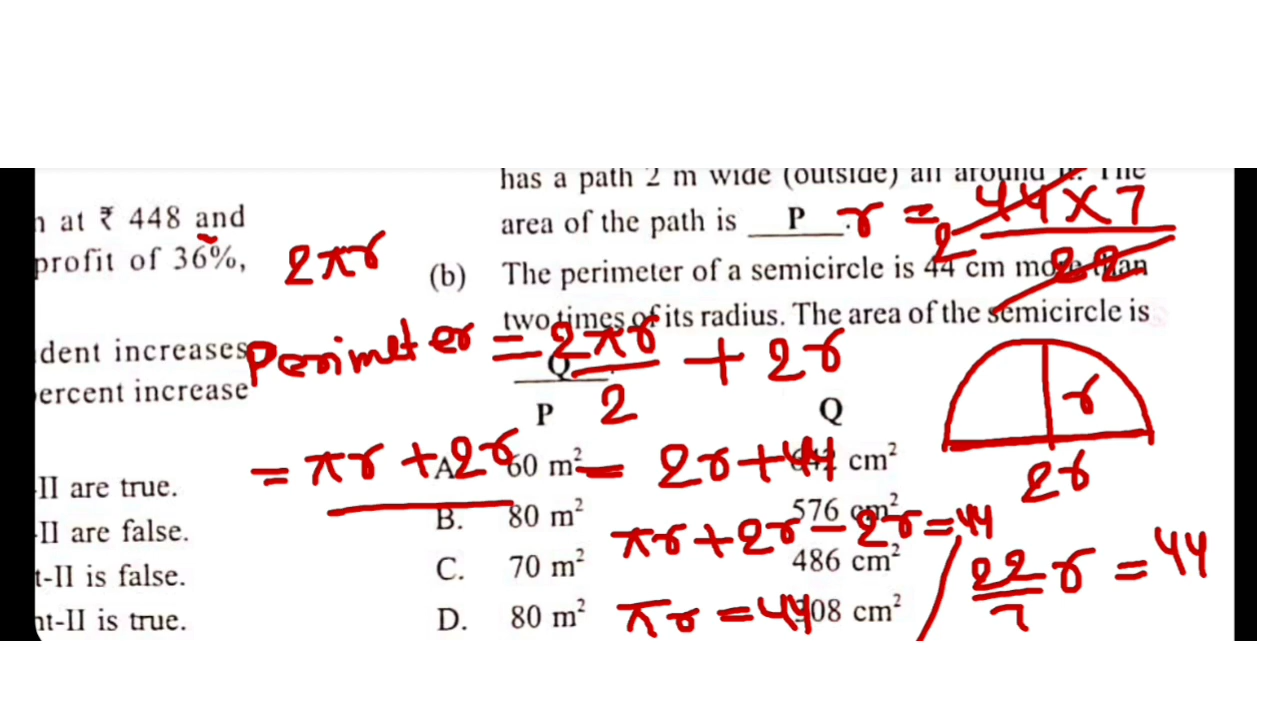 has a path 2 m wide (outside) all around it. The
n at ₹ 448 and
area of the path is P .
r = 44 × 7
2 22
profit of 36%,
2πr
(b) The perimeter of a semicircle is 44 cm more than
two times of its radius. The area of the semicircle is
Q
dent increases
Perimeter = 2πr + 2r
2
ercent increase
r
P Q
= πr + 2r = 2r + 44
2r
A. 60 m²
cm²
II are true.
B. 80 m² 576 cm²
-II are false.
πr + 2r − 2r = 44
22 r = 44
7
C. 70 m² 486 cm²
t-II is false.
D. 80 m² 08 cm²
nt-II is true.
πr = 44